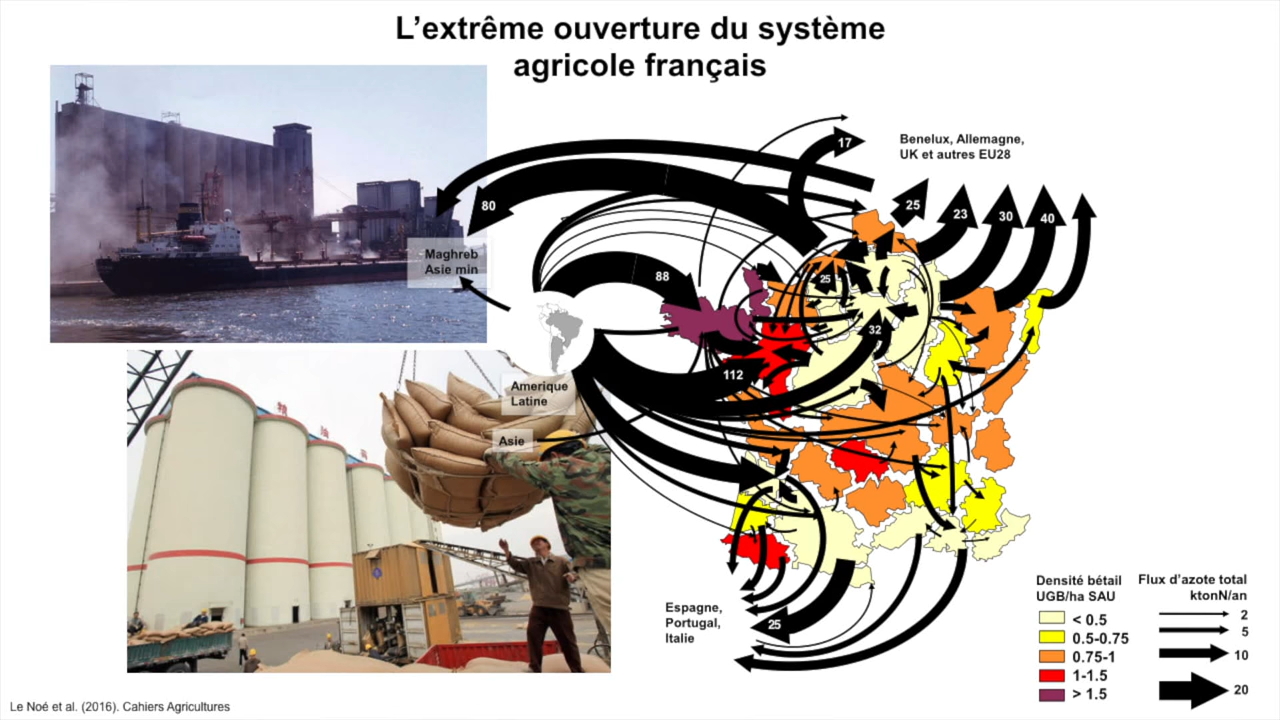 L'extrême ouverture du système
agricole français
Benelux, Allemagne,
UK et autres EU28
17
80
25
23
30
40
Maghreb
Asie min
88
25
32
112
Amerique
Latine
Asie
Espagne,
Portugal,
Italie
25
Densité bétail
UGB/ha SAU
< 0.5
0.5-0.75
0.75-1
1-1.5
> 1.5
Flux d'azote total
ktonN/an
2
5
10
20
Le Noé et al. (2016). Cahiers Agricultures